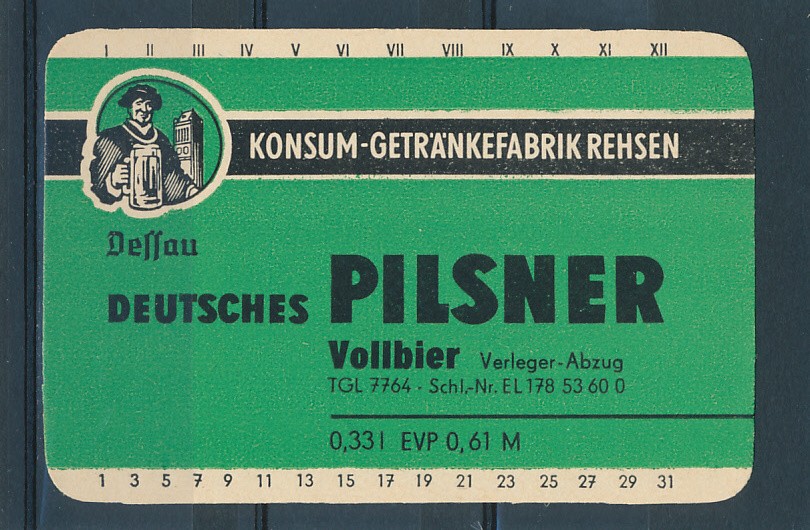 I II III IV V VI VII VIII IX X XI XII
KONSUM-GETRÄNKEFABRIK REHSEN
Dessau
DEUTSCHES PILSNER
Vollbier Verleger-Abzug
TGL 7764 · Schl.-Nr. EL 178 53 60 0
0,33 l EVP 0,61 M
1 3 5 7 9 11 13 15 17 19 21 23 25 27 29 31